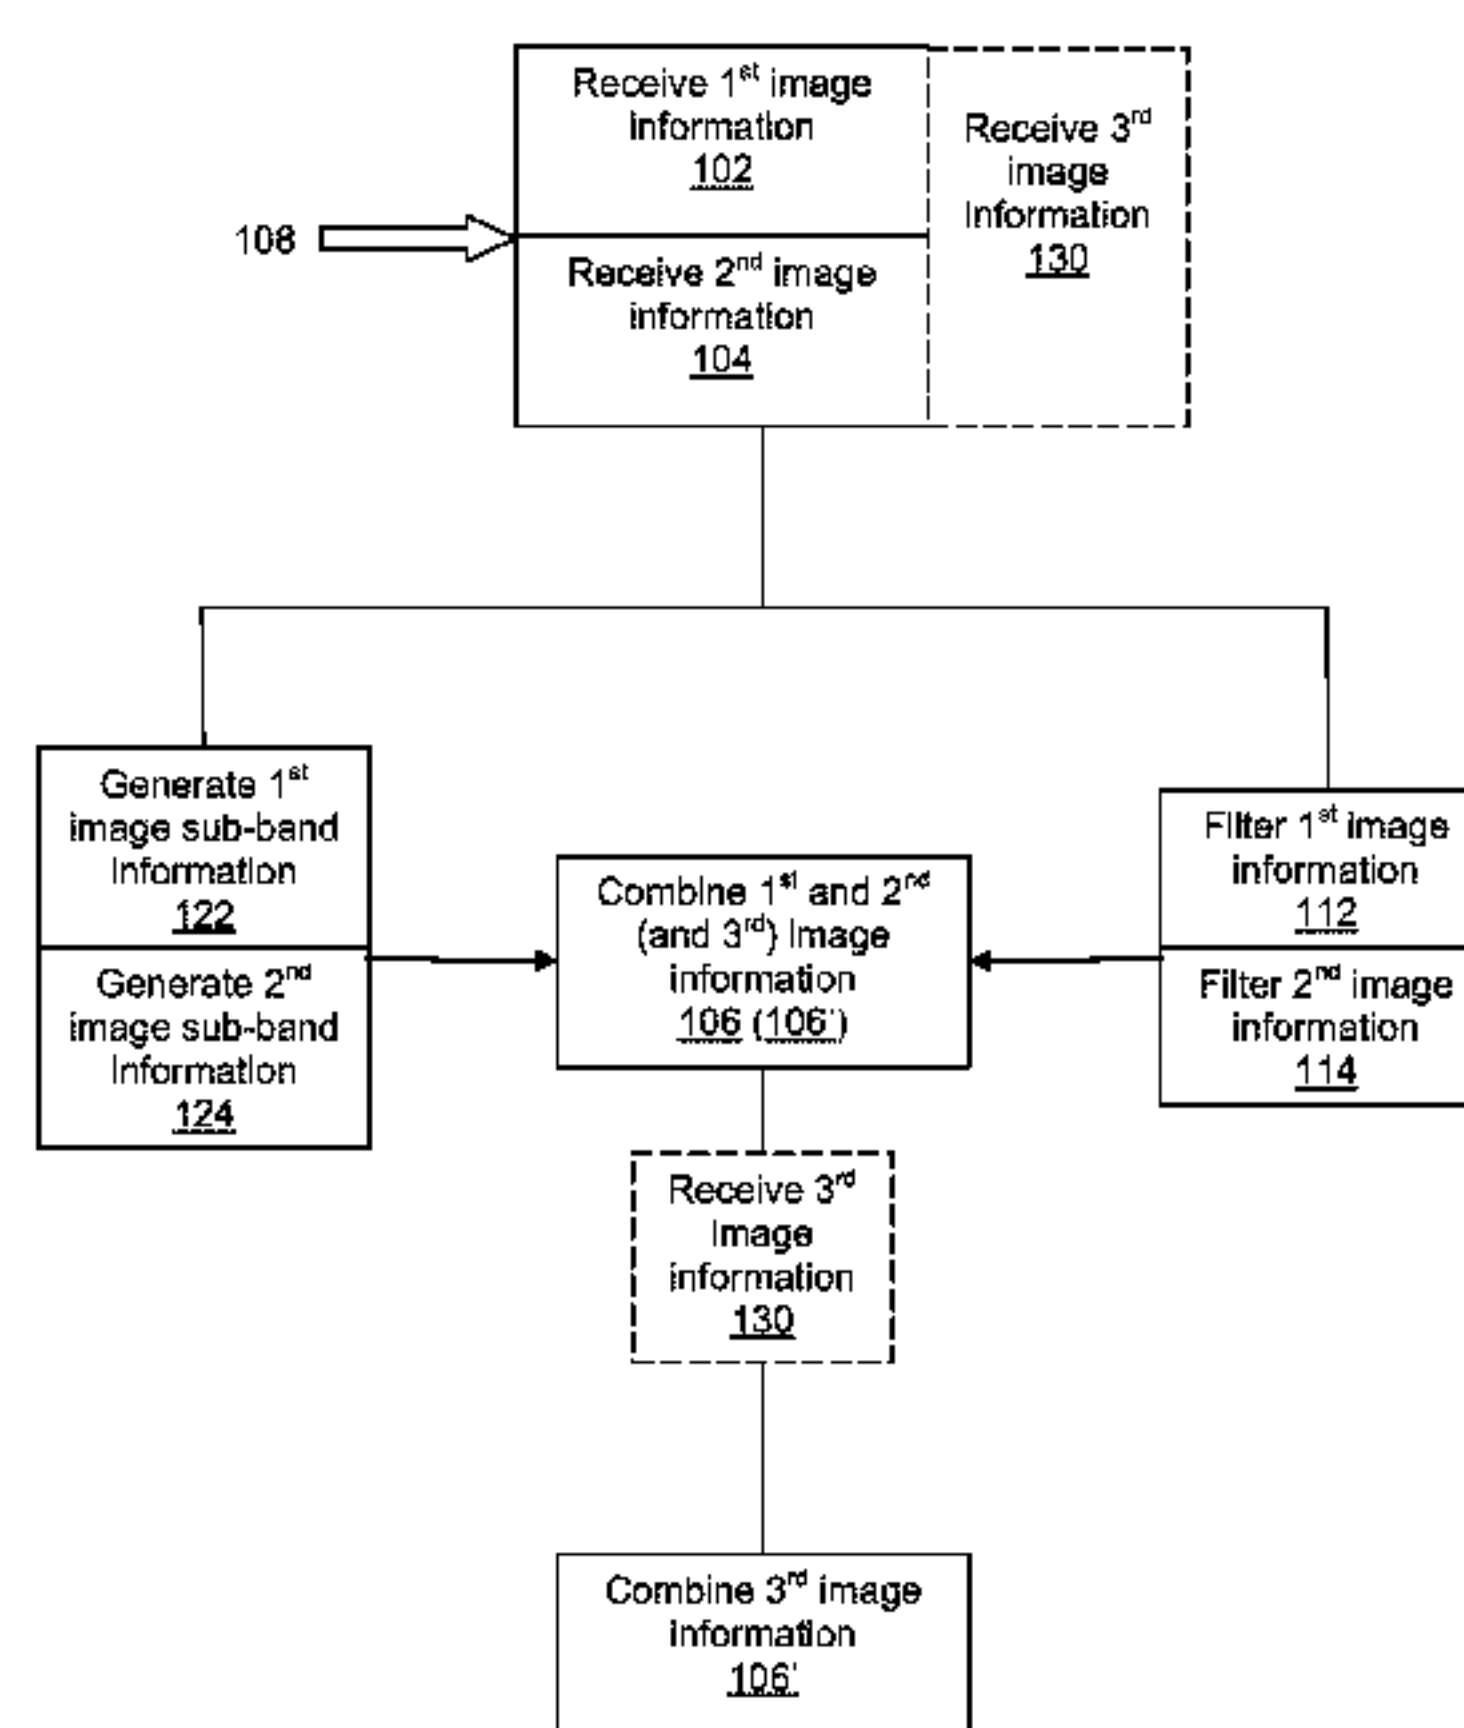 Receive 1st image
information
102
Receive 3rd
image
information
130
108
Receive 2nd image
information
104
Generate 1st
image sub-band
information
122
Generate 2nd
image sub-band
information
124
Combine 1st and 2nd
(and 3rd) image
information
106 (106')
Filter 1st image
information
112
Filter 2nd image
information
114
Receive 3rd
image
information
130
Combine 3rd image
information
106'